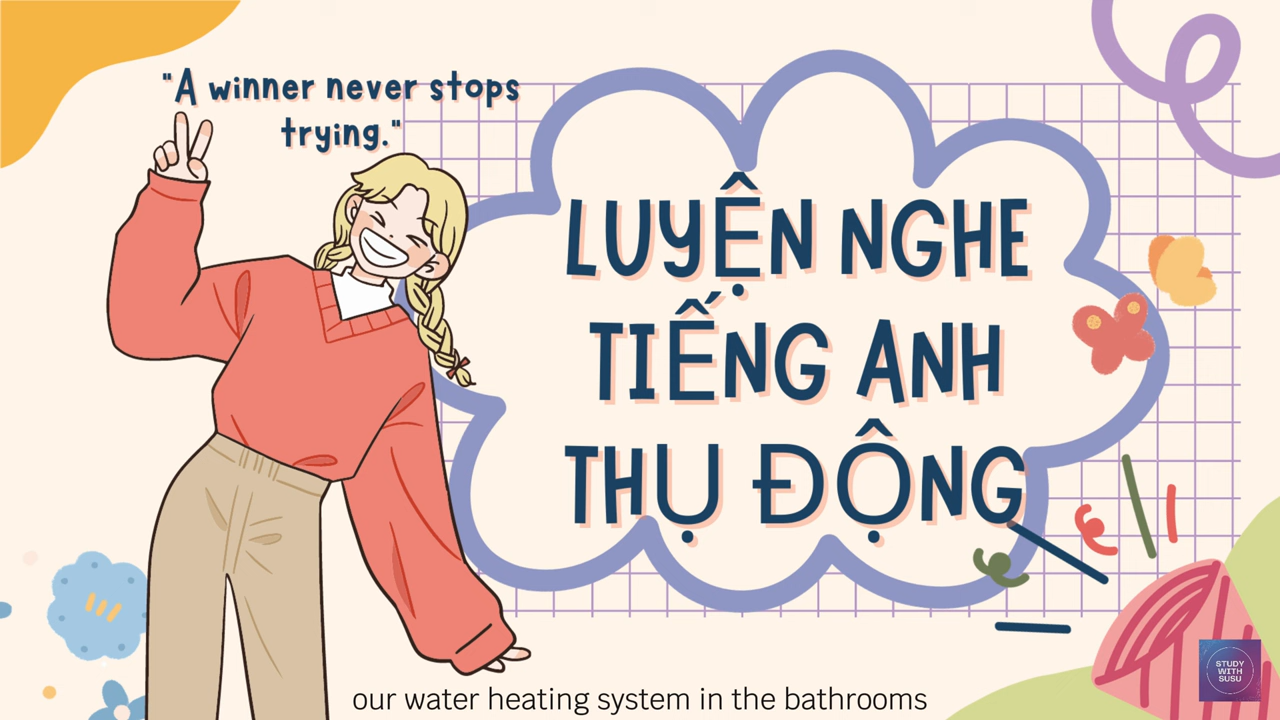 "A winner never stops
trying."
LUYỆN NGHE
TIẾNG ANH
THỤ ĐỘNG
STUDY
WITH
SUSU
our water heating system in the bathrooms